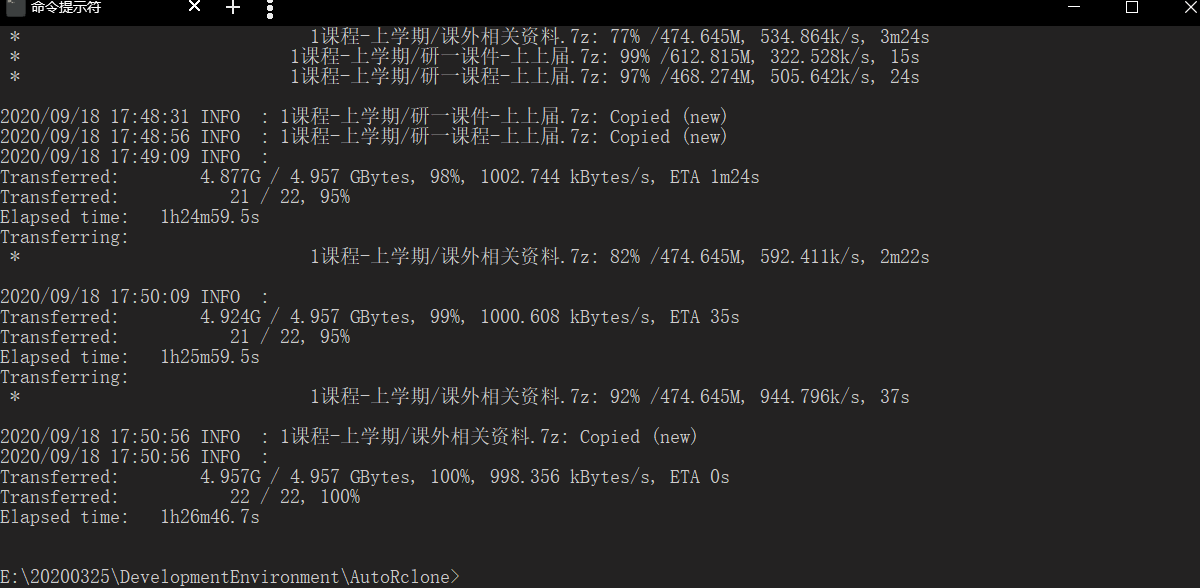 命令提示符
* 1课程-上学期/课外相关资料.7z: 77% /474.645M, 534.864k/s, 3m24s
* 1课程-上学期/研一课件-上上届.7z: 99% /612.815M, 322.528k/s, 15s
* 1课程-上学期/研一课程-上上届.7z: 97% /468.274M, 505.642k/s, 24s
2020/09/18 17:48:31 INFO  : 1课程-上学期/研一课件-上上届.7z: Copied (new)
2020/09/18 17:48:56 INFO  : 1课程-上学期/研一课程-上上届.7z: Copied (new)
2020/09/18 17:49:09 INFO  :
Transferred: 4.877G / 4.957 GBytes, 98%, 1002.744 kBytes/s, ETA 1m24s
Transferred: 21 / 22, 95%
Elapsed time: 1h24m59.5s
Transferring:
* 1课程-上学期/课外相关资料.7z: 82% /474.645M, 592.411k/s, 2m22s
2020/09/18 17:50:09 INFO  :
Transferred: 4.924G / 4.957 GBytes, 99%, 1000.608 kBytes/s, ETA 35s
Transferred: 21 / 22, 95%
Elapsed time: 1h25m59.5s
Transferring:
* 1课程-上学期/课外相关资料.7z: 92% /474.645M, 944.796k/s, 37s
2020/09/18 17:50:56 INFO  : 1课程-上学期/课外相关资料.7z: Copied (new)
2020/09/18 17:50:56 INFO  :
Transferred: 4.957G / 4.957 GBytes, 100%, 998.356 kBytes/s, ETA 0s
Transferred: 22 / 22, 100%
Elapsed time: 1h26m46.7s
E:\20200325\DevelopmentEnvironment\AutoRclone>